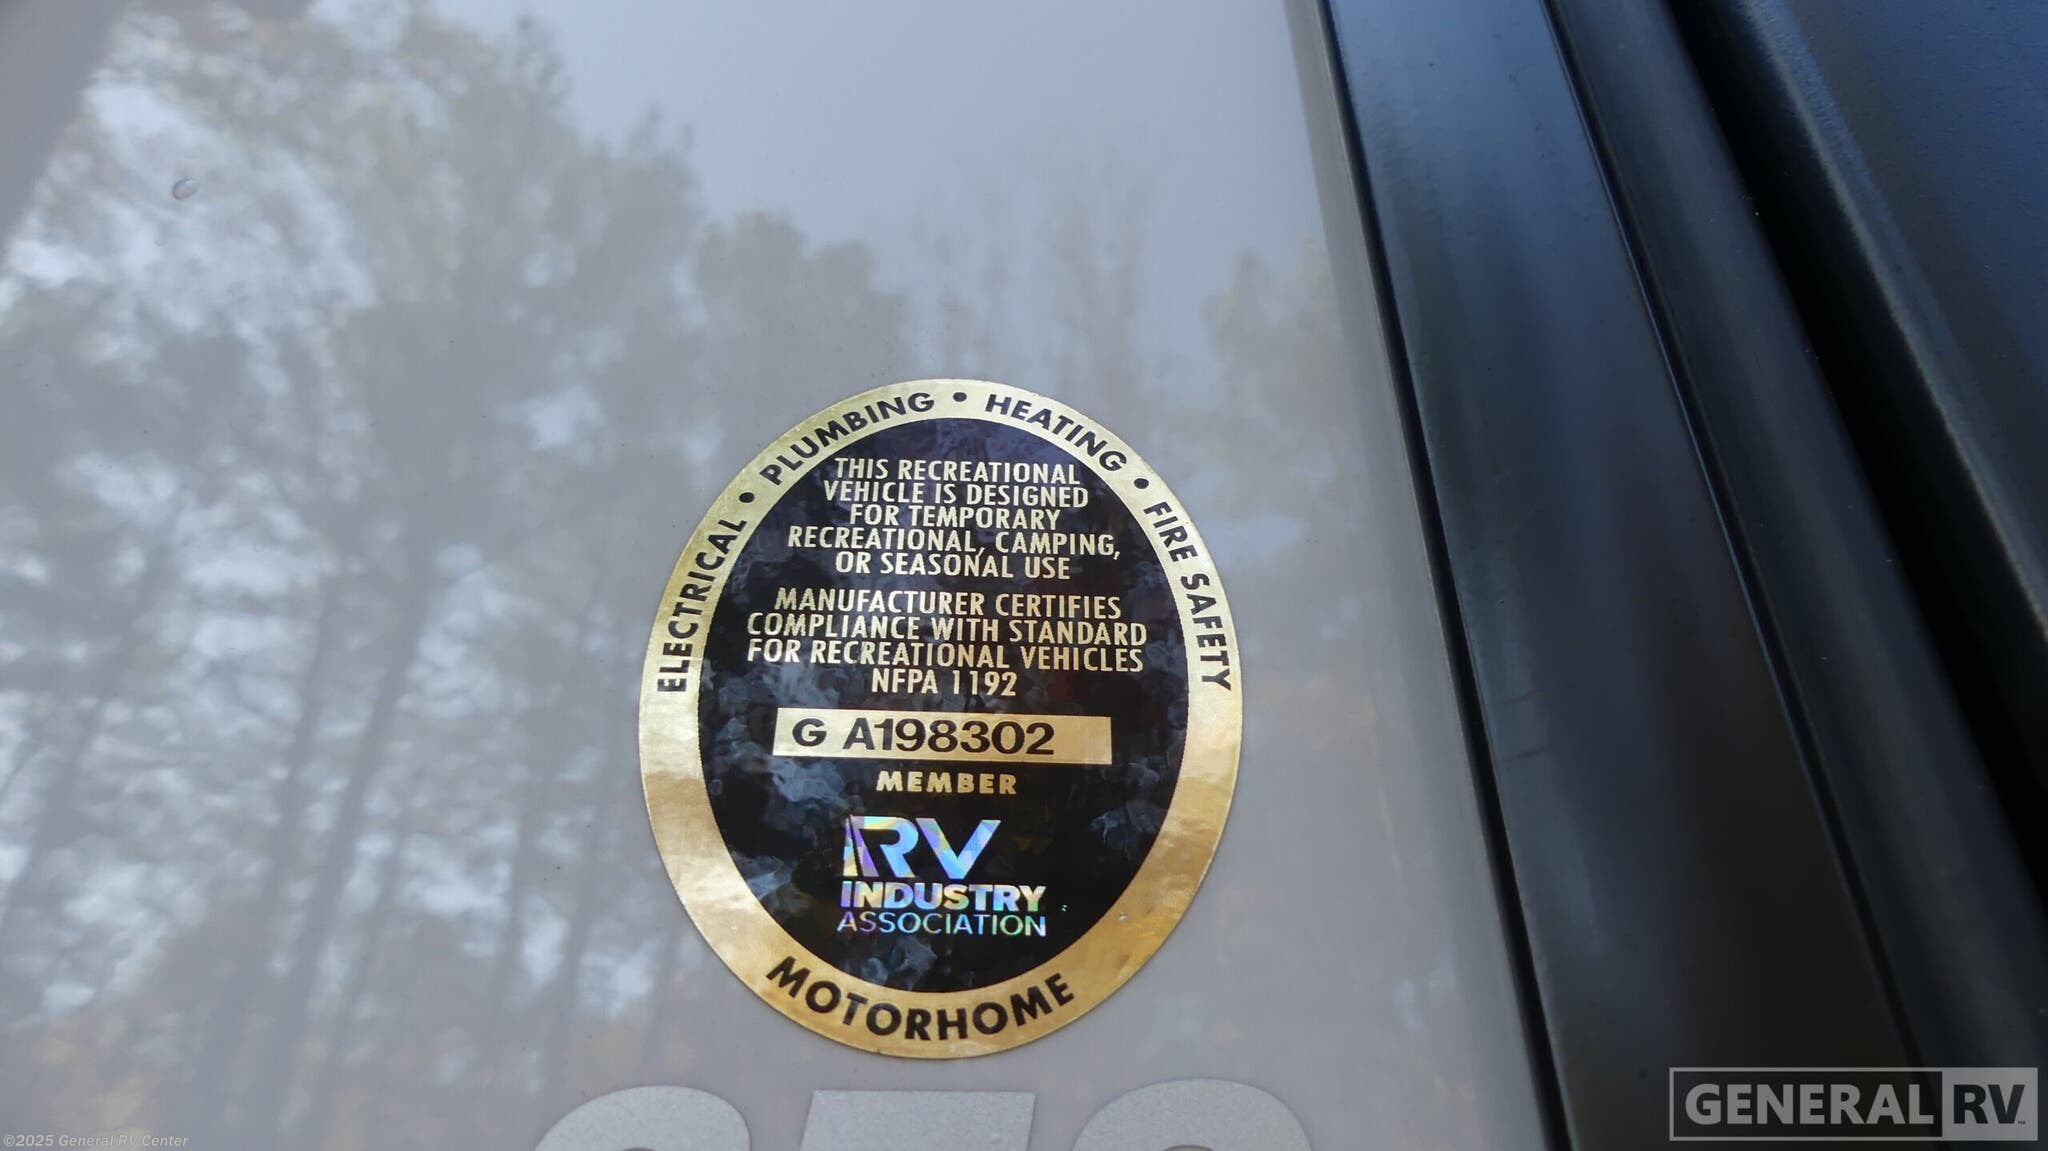 ELECTRICAL • PLUMBING • HEATING • FIRE SAFETY
THIS RECREATIONAL
VEHICLE IS DESIGNED
FOR TEMPORARY
RECREATIONAL, CAMPING,
OR SEASONAL USE
MANUFACTURER CERTIFIES
COMPLIANCE WITH STANDARD
FOR RECREATIONAL VEHICLES
NFPA 1192
G A198302
MEMBER
RV
INDUSTRY
ASSOCIATION
MOTORHOME
GENERAL RV
©2025 General RV Center